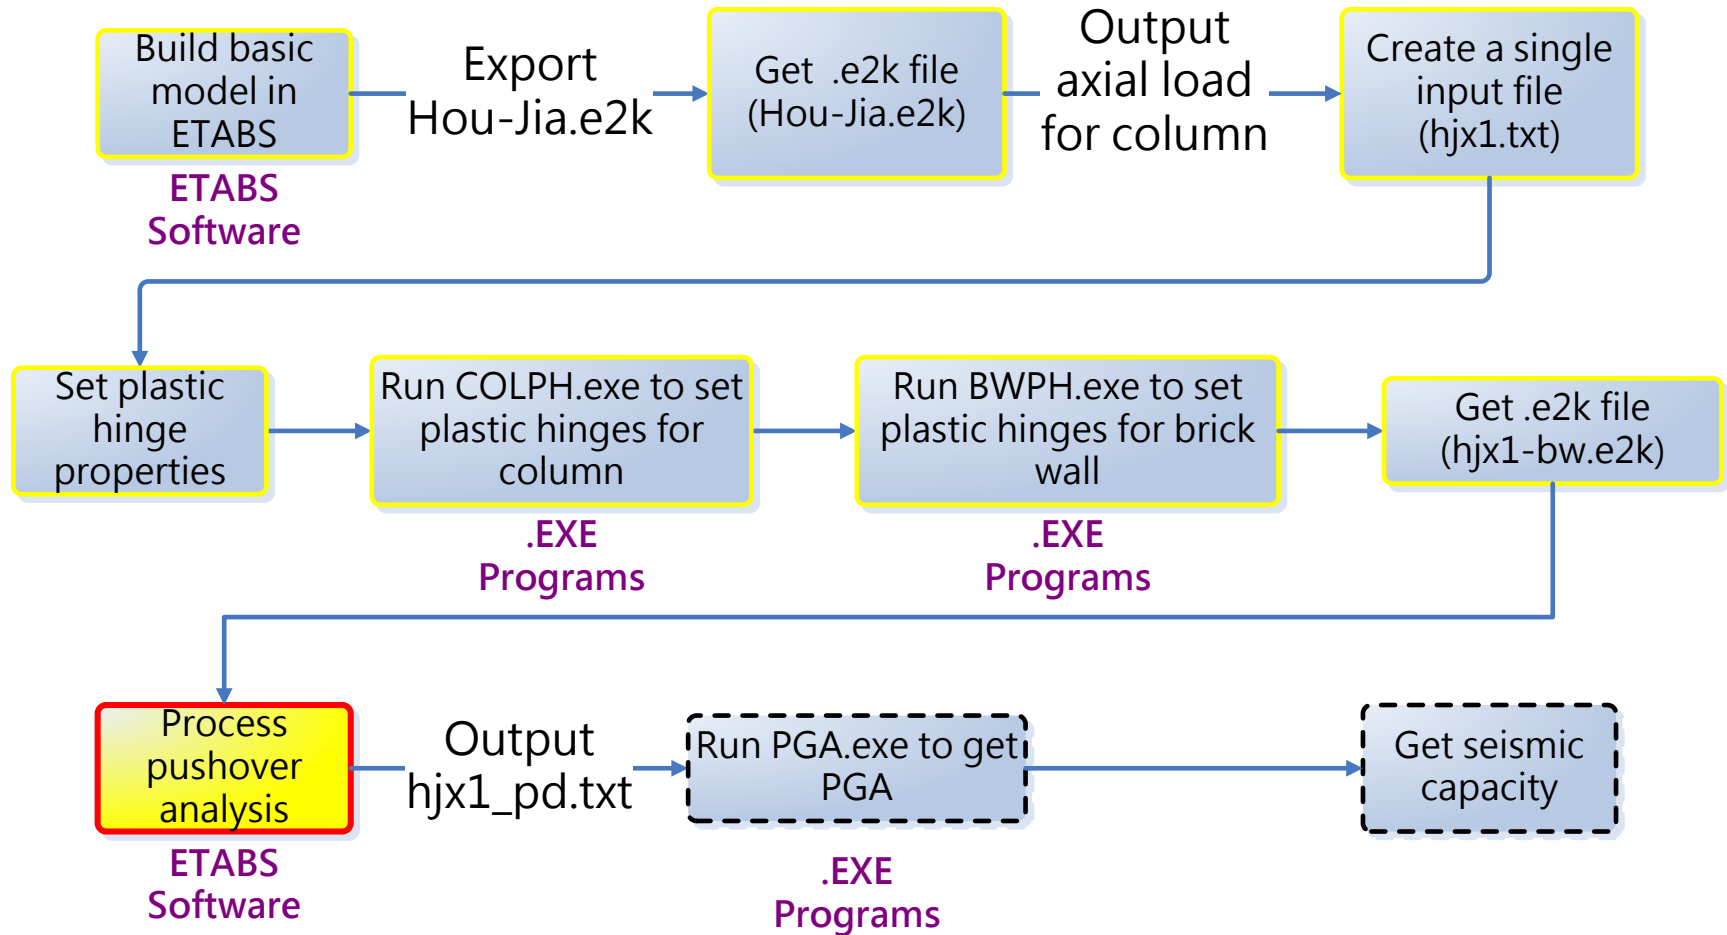 Build basic
model in
ETABS
ETABS
Software
Export
Hou-Jia.e2k
Get .e2k file
(Hou-Jia.e2k)
Output
axial load
for column
Create a single
input file
(hjx1.txt)
Set plastic
hinge
properties
Run COLPH.exe to set
plastic hinges for
column
.EXE
Programs
Run BWPH.exe to set
plastic hinges for brick
wall
.EXE
Programs
Get .e2k file
(hjx1-bw.e2k)
Process
pushover
analysis
ETABS
Software
Output
hjx1_pd.txt
Run PGA.exe to get
PGA
.EXE
Programs
Get seismic
capacity